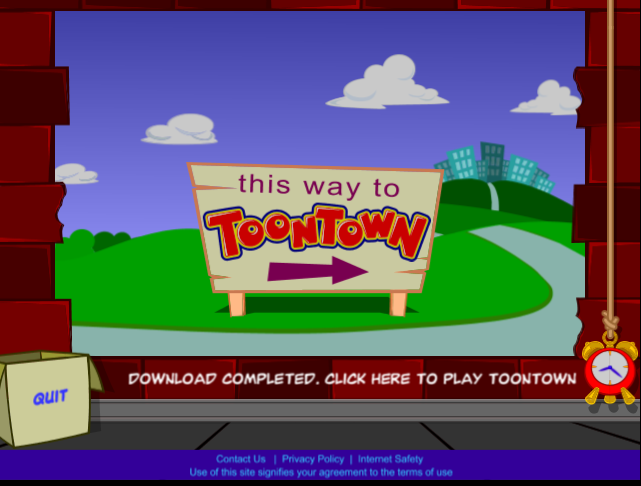 this way to
TOONTOWN
DOWNLOAD COMPLETED. CLICK HERE TO PLAY TOONTOWN
QUIT
Contact Us | Privacy Policy | Internet Safety
Use of this site signifies your agreement to the terms of use